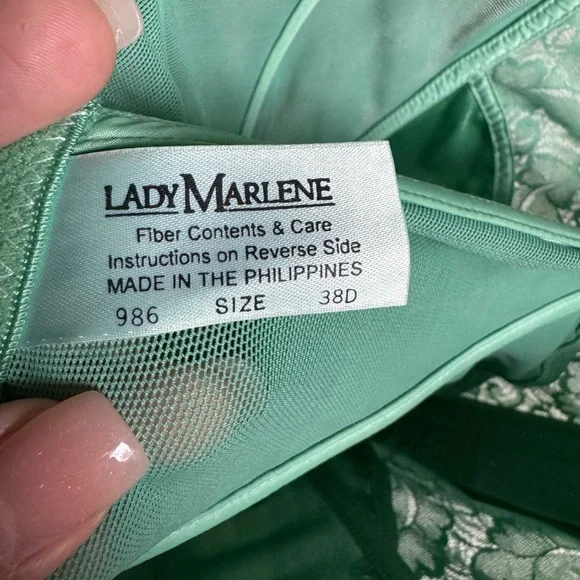 LADY MARLENE
Fiber Contents & Care
Instructions on Reverse Side
MADE IN THE PHILIPPINES
986 SIZE 38D